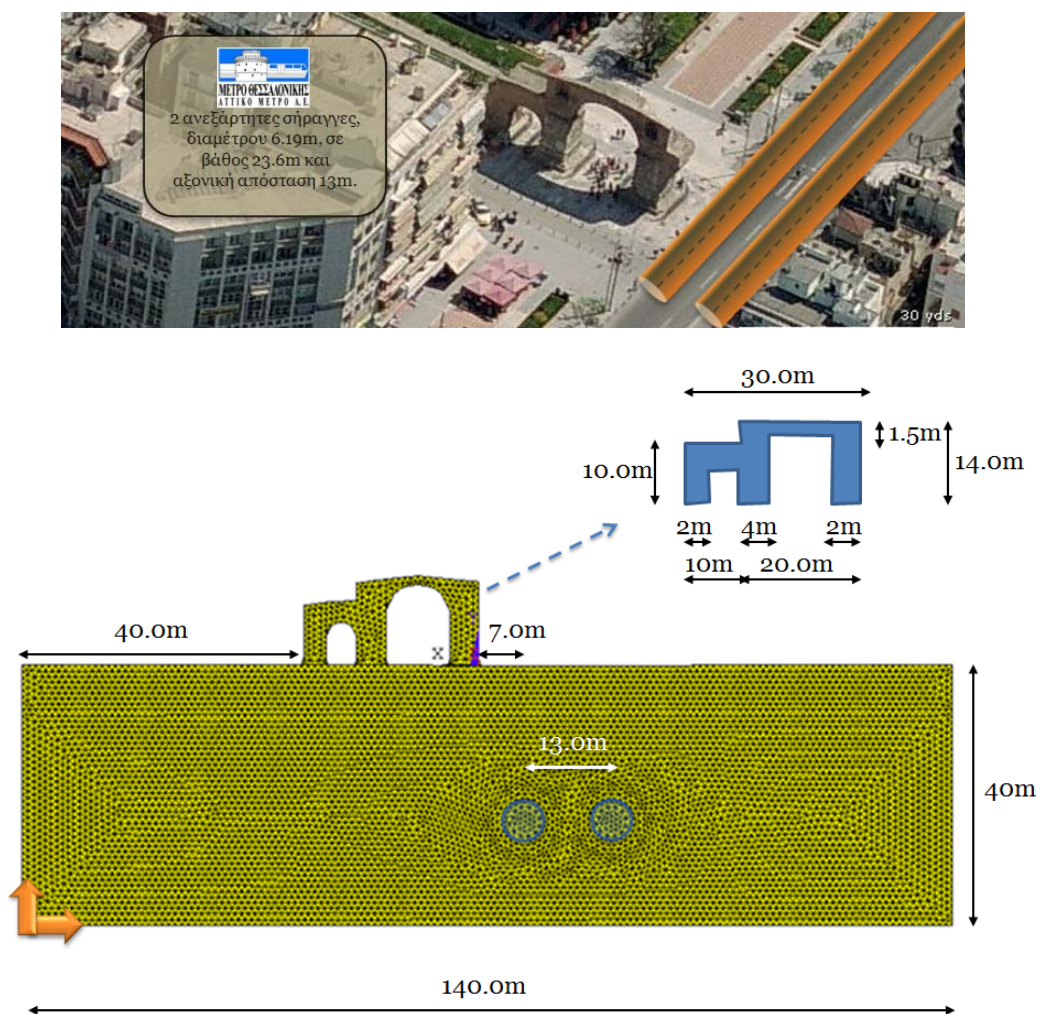 ΜΕΤΡΟ ΘΕΣΣΑΛΟΝΙΚΗΣ
ΑΤΤΙΚΟ ΜΕΤΡΟ Α.Ε.
2 ανεξάρτητες σήραγγες,
διαμέτρου 6.19m, σε
βάθος 23.6m και
αξονική απόσταση 13m.
30 yds
30.0m
1.5m
10.0m
14.0m
2m
4m
2m
10m
20.0m
40.0m
7.0m
X
13.0m
40m
140.0m